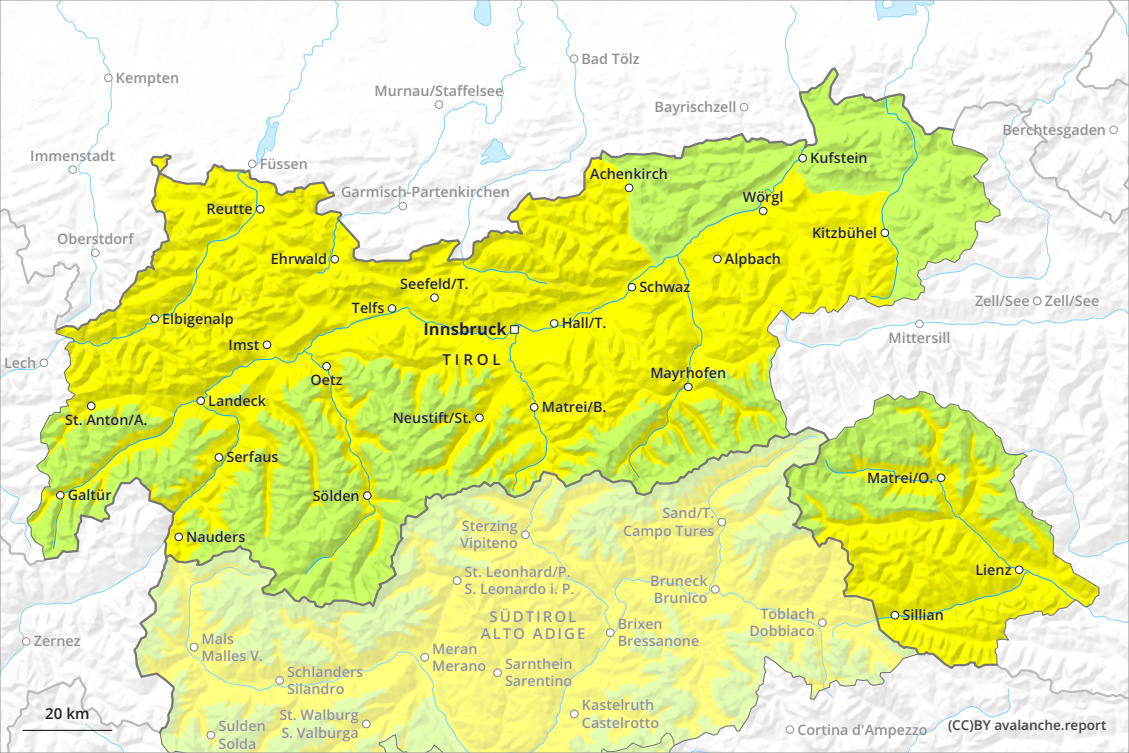 Kempten
Bad Tölz
Murnau/Staffelsee
Bayrischzell
Berchtesgaden
Immenstadt
Füssen
Kufstein
Achenkirch
Garmisch-Partenkirchen
Reutte
Wörgl
Oberstdorf
Kitzbühel
Ehrwald
Alpbach
Seefeld/T.
Schwaz
Telfs
Zell/See
Zell/See
Elbigenalp
Innsbruck
Hall/T.
Mittersill
Imst
TIROL
Lech
Oetz
Mayrhofen
Landeck
St. Anton/A.
Neustift/St.
Matrei/B.
Serfaus
Matrei/O.
Galtür
Sölden
Sand/T.
Campo Tures
Sterzing
Vipiteno
Nauders
Lienz
St. Leonhard/P.
S. Leonardo i. P.
Bruneck
Brunico
Sillian
SÜDTIROL
ALTO ADIGE
Toblach
Dobbiaco
Brixen
Bressanone
Zernez
Mals
Malles V.
Meran
Merano
Sarnthein
Sarentino
Schlanders
Silandro
Kastelruth
Castelrotto
20 km
St. Walburg
S. Valburga
Sulden
Solda
Cortina d'Ampezzo
(CC)BY avalanche.report